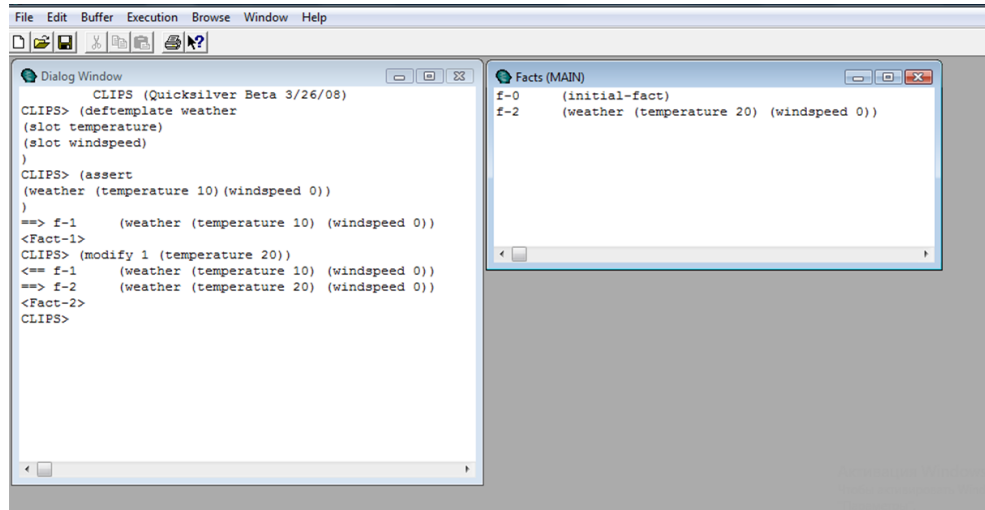 File Edit Buffer Execution Browse Window Help
Dialog Window
CLIPS (Quicksilver Beta 3/26/08)
CLIPS> (deftemplate weather
(slot temperature)
(slot windspeed)
)
CLIPS> (assert
(weather (temperature 10)(windspeed 0))
)
==> f-1 (weather (temperature 10) (windspeed 0))
<Fact-1>
CLIPS> (modify 1 (temperature 20))
<== f-1 (weather (temperature 10) (windspeed 0))
==> f-2 (weather (temperature 20) (windspeed 0))
<Fact-2>
CLIPS>
Facts (MAIN)
f-0 (initial-fact)
f-2 (weather (temperature 20) (windspeed 0))